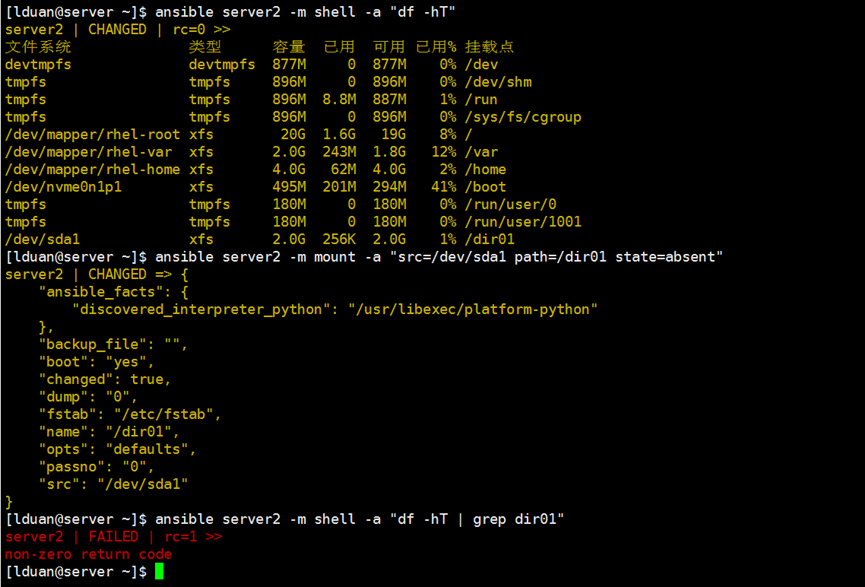 [lduan@server ~]$ ansible server2 -m shell -a "df -hT"
server2 | CHANGED | rc=0 >>
文件系统 类型 容量 已用 可用 已用% 挂载点
devtmpfs devtmpfs 877M 0 877M 0% /dev
tmpfs tmpfs 896M 0 896M 0% /dev/shm
tmpfs tmpfs 896M 8.8M 887M 1% /run
tmpfs tmpfs 896M 0 896M 0% /sys/fs/cgroup
/dev/mapper/rhel-root xfs 20G 1.6G 19G 8% /
/dev/mapper/rhel-var xfs 2.0G 243M 1.8G 12% /var
/dev/mapper/rhel-home xfs 4.0G 62M 4.0G 2% /home
/dev/nvme0n1p1 xfs 495M 201M 294M 41% /boot
tmpfs tmpfs 180M 0 180M 0% /run/user/0
tmpfs tmpfs 180M 0 180M 0% /run/user/1001
/dev/sda1 xfs 2.0G 256K 2.0G 1% /dir01
[lduan@server ~]$ ansible server2 -m mount -a "src=/dev/sda1 path=/dir01 state=absent"
server2 | CHANGED => {
    "ansible_facts": {
        "discovered_interpreter_python": "/usr/libexec/platform-python"
    },
    "backup_file": "",
    "boot": "yes",
    "changed": true,
    "dump": "0",
    "fstab": "/etc/fstab",
    "name": "/dir01",
    "opts": "defaults",
    "passno": "0",
    "src": "/dev/sda1"
}
[lduan@server ~]$ ansible server2 -m shell -a "df -hT | grep dir01"
server2 | FAILED | rc=1 >>
non-zero return code
[lduan@server ~]$